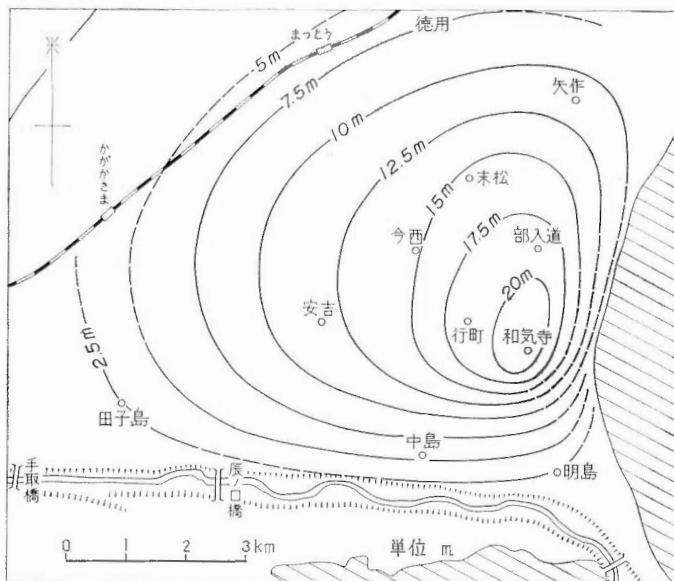 徳用
まっとう
5m
7.5m
矢作
10m
かがかさま
12.5m
末松
15m
今西
17.5m
部入道
20m
安吉
行町
和気寺
2.5m
田子島
中島
明島
手取橋
辰ノ口橋
0 1 2 3 km
単位 m